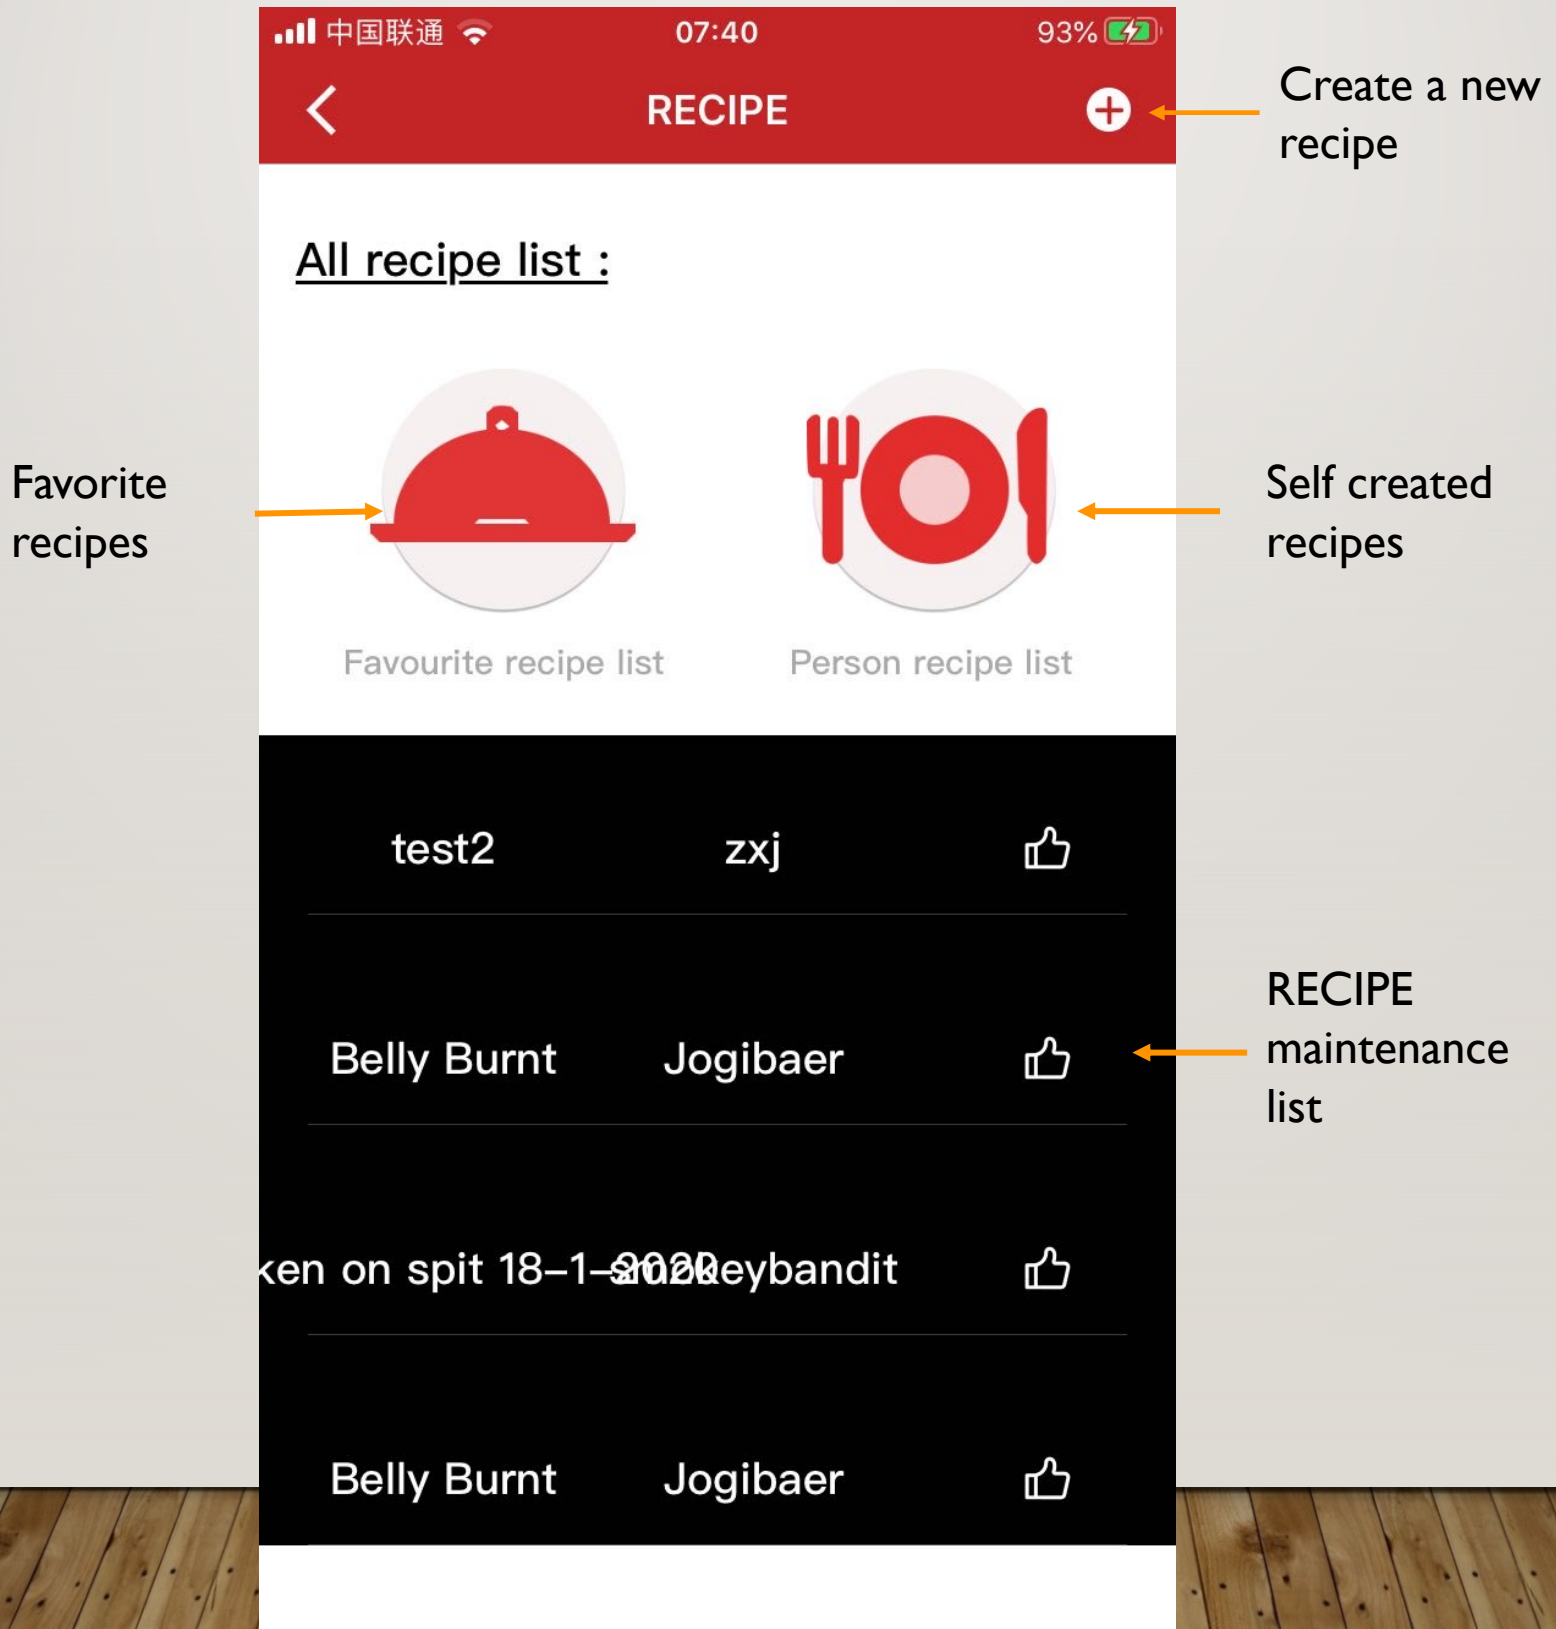 中国联通
07:40
93%
RECIPE
Create a new
recipe
All recipe list :
Favorite
recipes
Self created
recipes
Favourite recipe list
Person recipe list
test2 zxj
Belly Burnt Jogibaer
RECIPE
maintenance
list
ken on spit 18-1-2020 smokeybandit
Belly Burnt Jogibaer